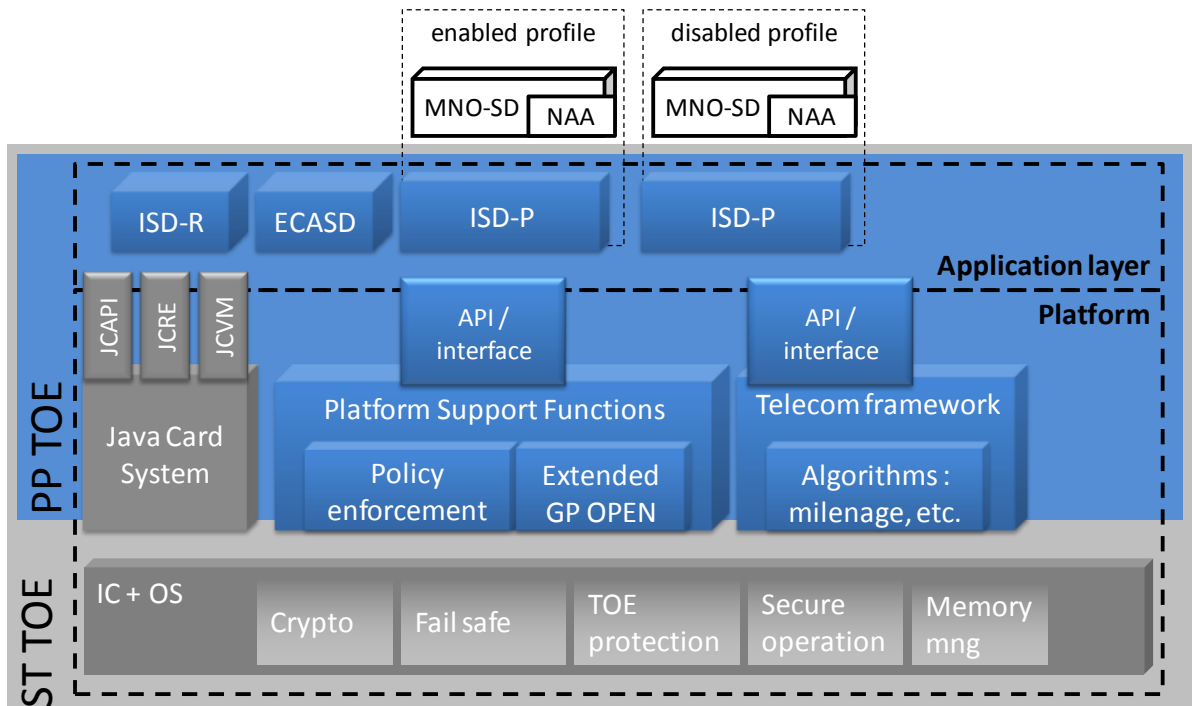 enabled profile
disabled profile
MNO-SD
NAA
MNO-SD
NAA
ISD-R
ECASD
ISD-P
ISD-P
Application layer
Platform
JCAPI
JCRE
JCVM
API /
interface
API /
interface
PP TOE
Java Card
System
Platform Support Functions
Policy
enforcement
Extended
GP OPEN
Telecom framework
Algorithms :
milenage, etc.
ST TOE
IC + OS
Crypto
Fail safe
TOE
protection
Secure
operation
Memory
mng